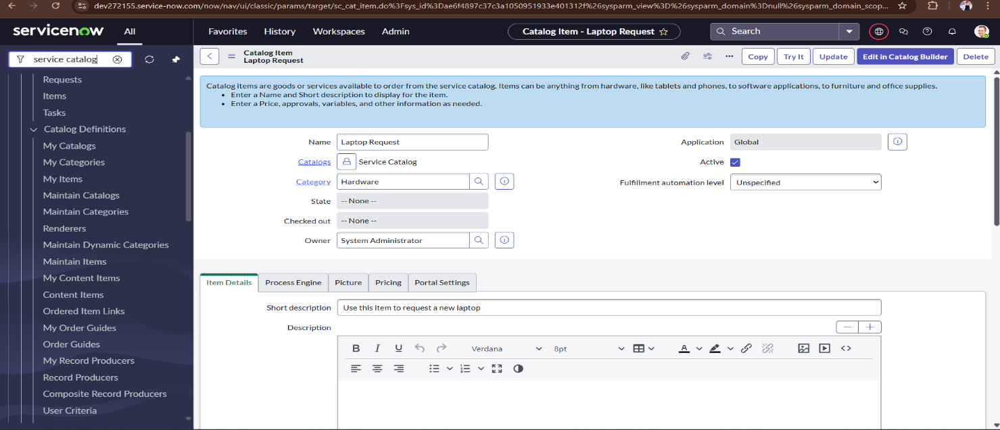 dev272155.service-now.com/now/nav/ui/classic/params/target/sc_cat_item.do%3Fsys_id%3Dae6f4897c37c3a1050951933e401312f%26sysparm_view%3D%26sysparm_domain%3Dnull%26sysparm_domain_scop...
servicenow All Favorites History Workspaces Admin Catalog Item - Laptop Request Search
service catalog
Requests
Items
Tasks
Catalog Definitions
My Catalogs
My Categories
My Items
Maintain Catalogs
Maintain Categories
Renderers
Maintain Dynamic Categories
Maintain Items
My Content Items
Content Items
Ordered Item Links
My Order Guides
Order Guides
My Record Producers
Record Producers
Composite Record Producers
User Criteria
Catalog Item
Laptop Request
Copy Try It Update Edit in Catalog Builder Delete
Catalog items are goods or services available to order from the service catalog. Items can be anything from hardware, like tablets and phones, to software applications, to furniture and office supplies.
• Enter a Name and Short description to display for the item.
• Enter a Price, approvals, variables, and other information as needed.
Name Laptop Request
Catalogs Service Catalog
Category Hardware
State -- None --
Checked out -- None --
Owner System Administrator
Application Global
Active
Fulfillment automation level Unspecified
Item Details Process Engine Picture Pricing Portal Settings
Short description Use this item to request a new laptop
Description
B I U Verdana 8pt A